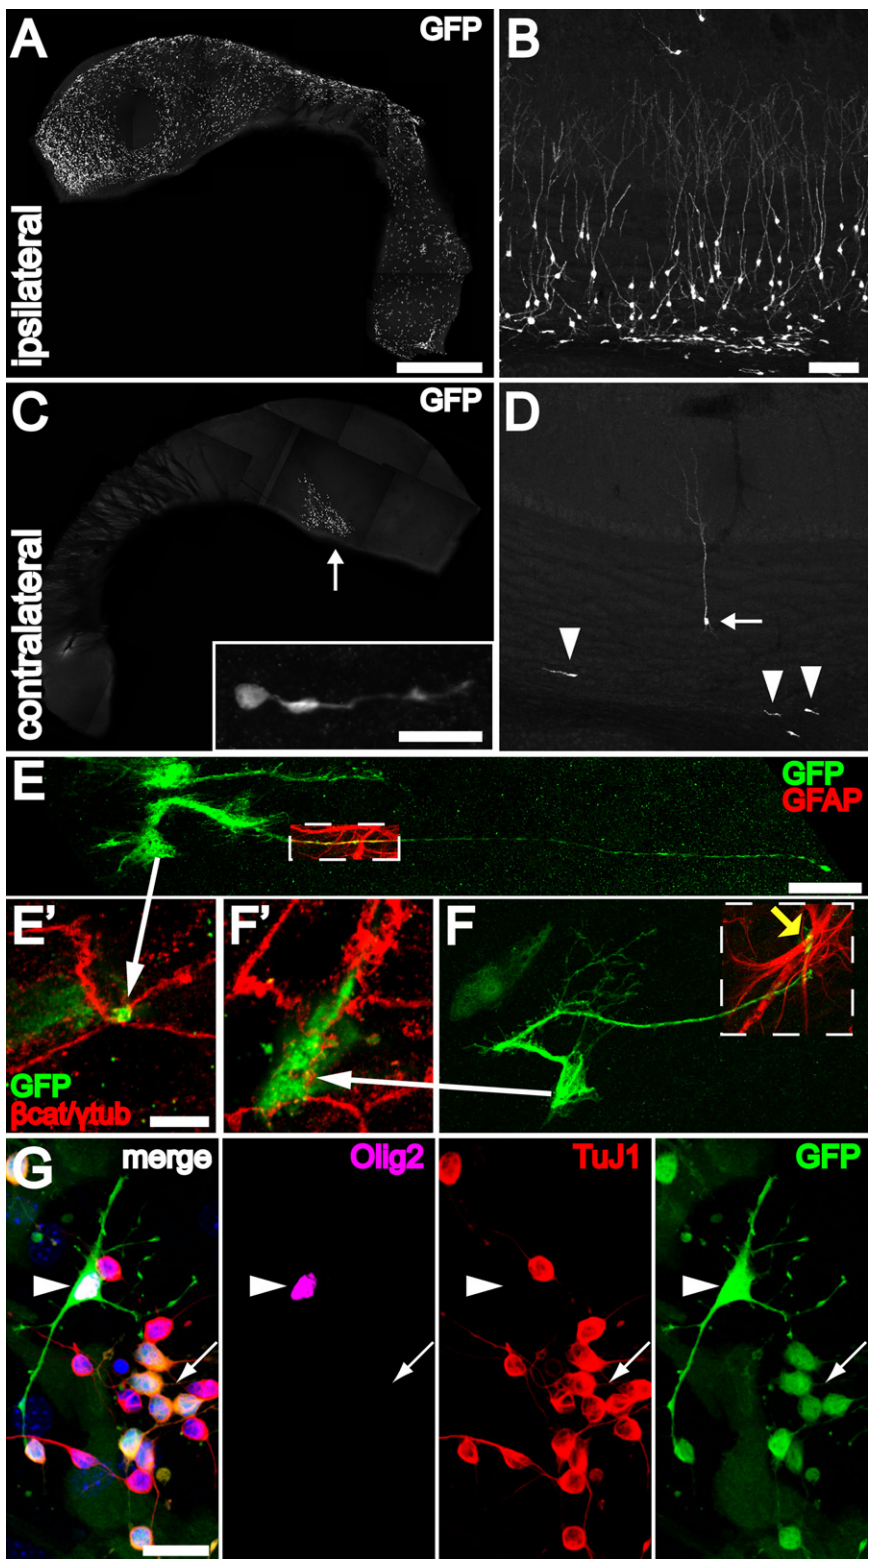 A GFP B
ipsilateral
C GFP D
contralateral
E GFP
GFAP
E' F' F
GFP
βcat/γtub
G merge Olig2 TuJ1 GFP